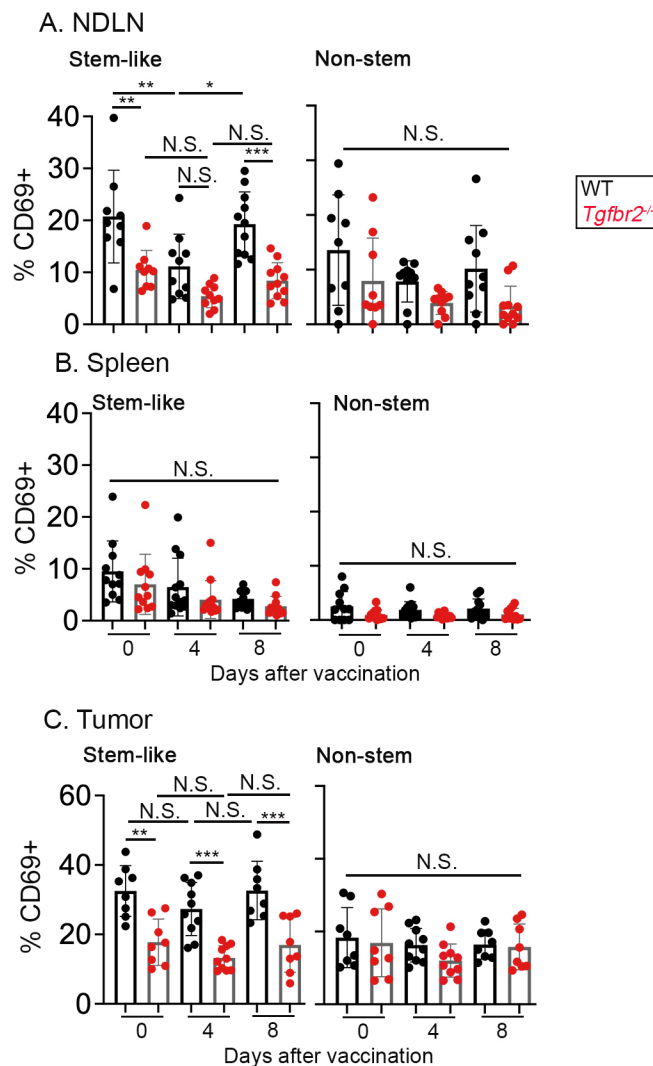 A. NDLN
Stem-like
Non-stem
** *
** N.S. N.S. ***
N.S.
N.S.
WT
Tgfbr2-/-
% CD69+
40
30
20
10
0
B. Spleen
Stem-like
Non-stem
% CD69+
40
30
20
10
0
N.S.
N.S.
0 4 8
0 4 8
Days after vaccination
C. Tumor
Stem-like
Non-stem
% CD69+
60
40
20
0
N.S. N.S.
N.S. N.S.
** *** ***
N.S.
0 4 8
0 4 8
Days after vaccination